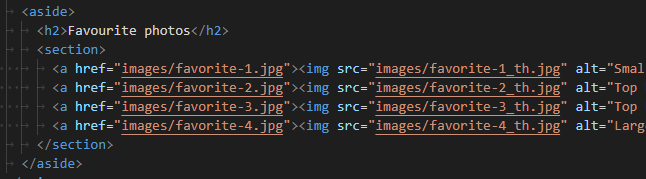 <aside>
<h2>Favourite photos</h2>
<section>
<a href="images/favorite-1.jpg"><img src="images/favorite-1_th.jpg" alt="Smal
<a href="images/favorite-2.jpg"><img src="images/favorite-2_th.jpg" alt="Top
<a href="images/favorite-3.jpg"><img src="images/favorite-3_th.jpg" alt="Top
<a href="images/favorite-4.jpg"><img src="images/favorite-4_th.jpg" alt="Larg
</section>
</aside>